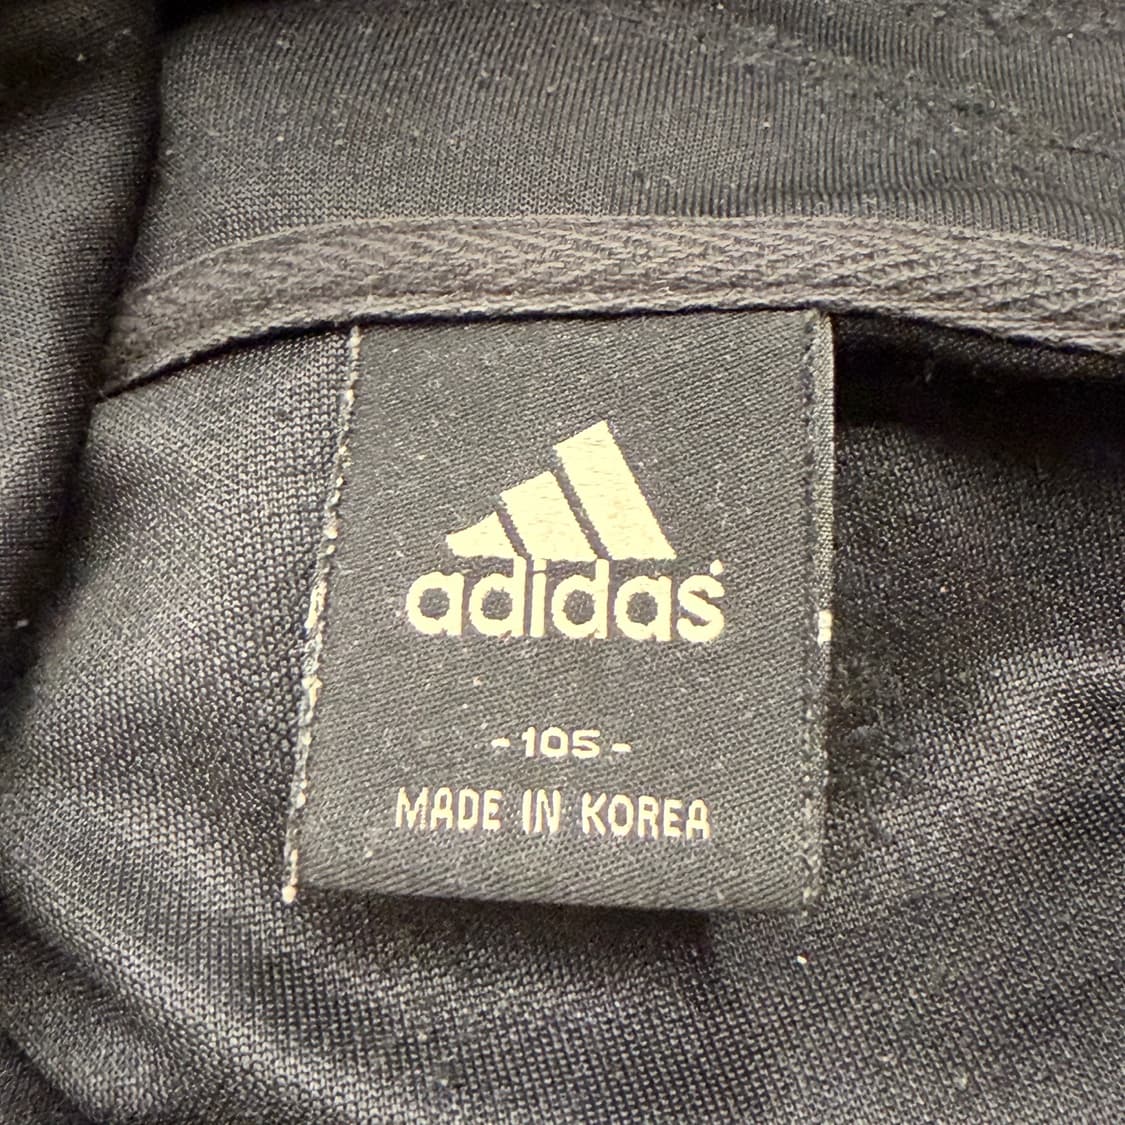 adidas
-105-
MADE IN KOREA